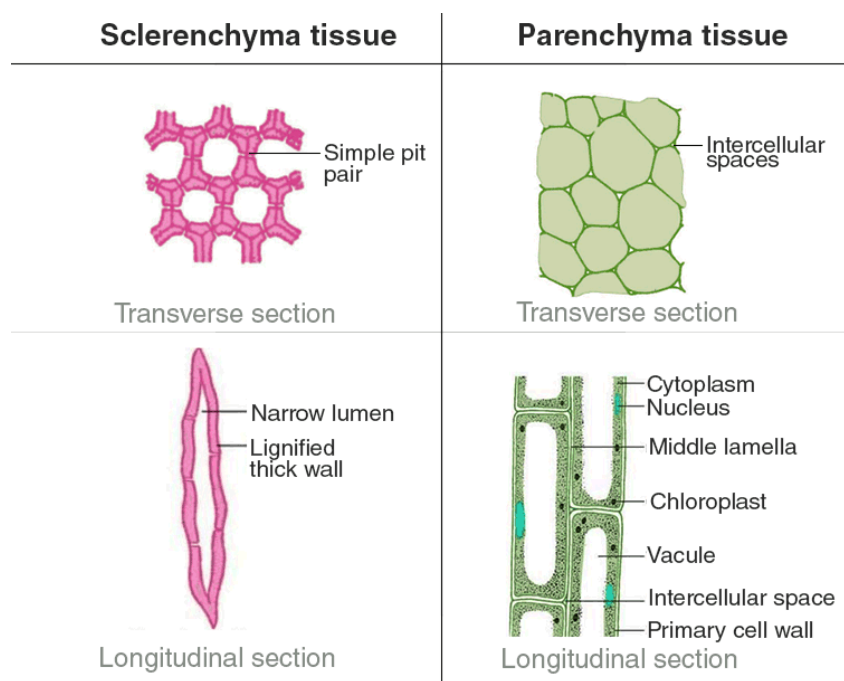 Sclerenchyma tissue
Parenchyma tissue
Simple pit
pair
Intercellular
spaces
Transverse section
Transverse section
Narrow lumen
Lignified
thick wall
Cytoplasm
Nucleus
Middle lamella
Chloroplast
Vacule
Intercellular space
Primary cell wall
Longitudinal section
Longitudinal section